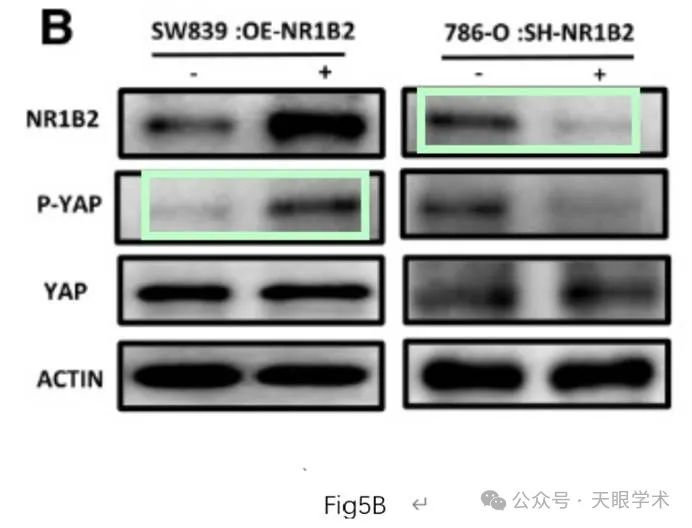 B
SW839 :OE-NR1B2 786-O :SH-NR1B2
- + - +
NR1B2
P-YAP
YAP
ACTIN
Fig5B ↵
公众号 · 天眼学术